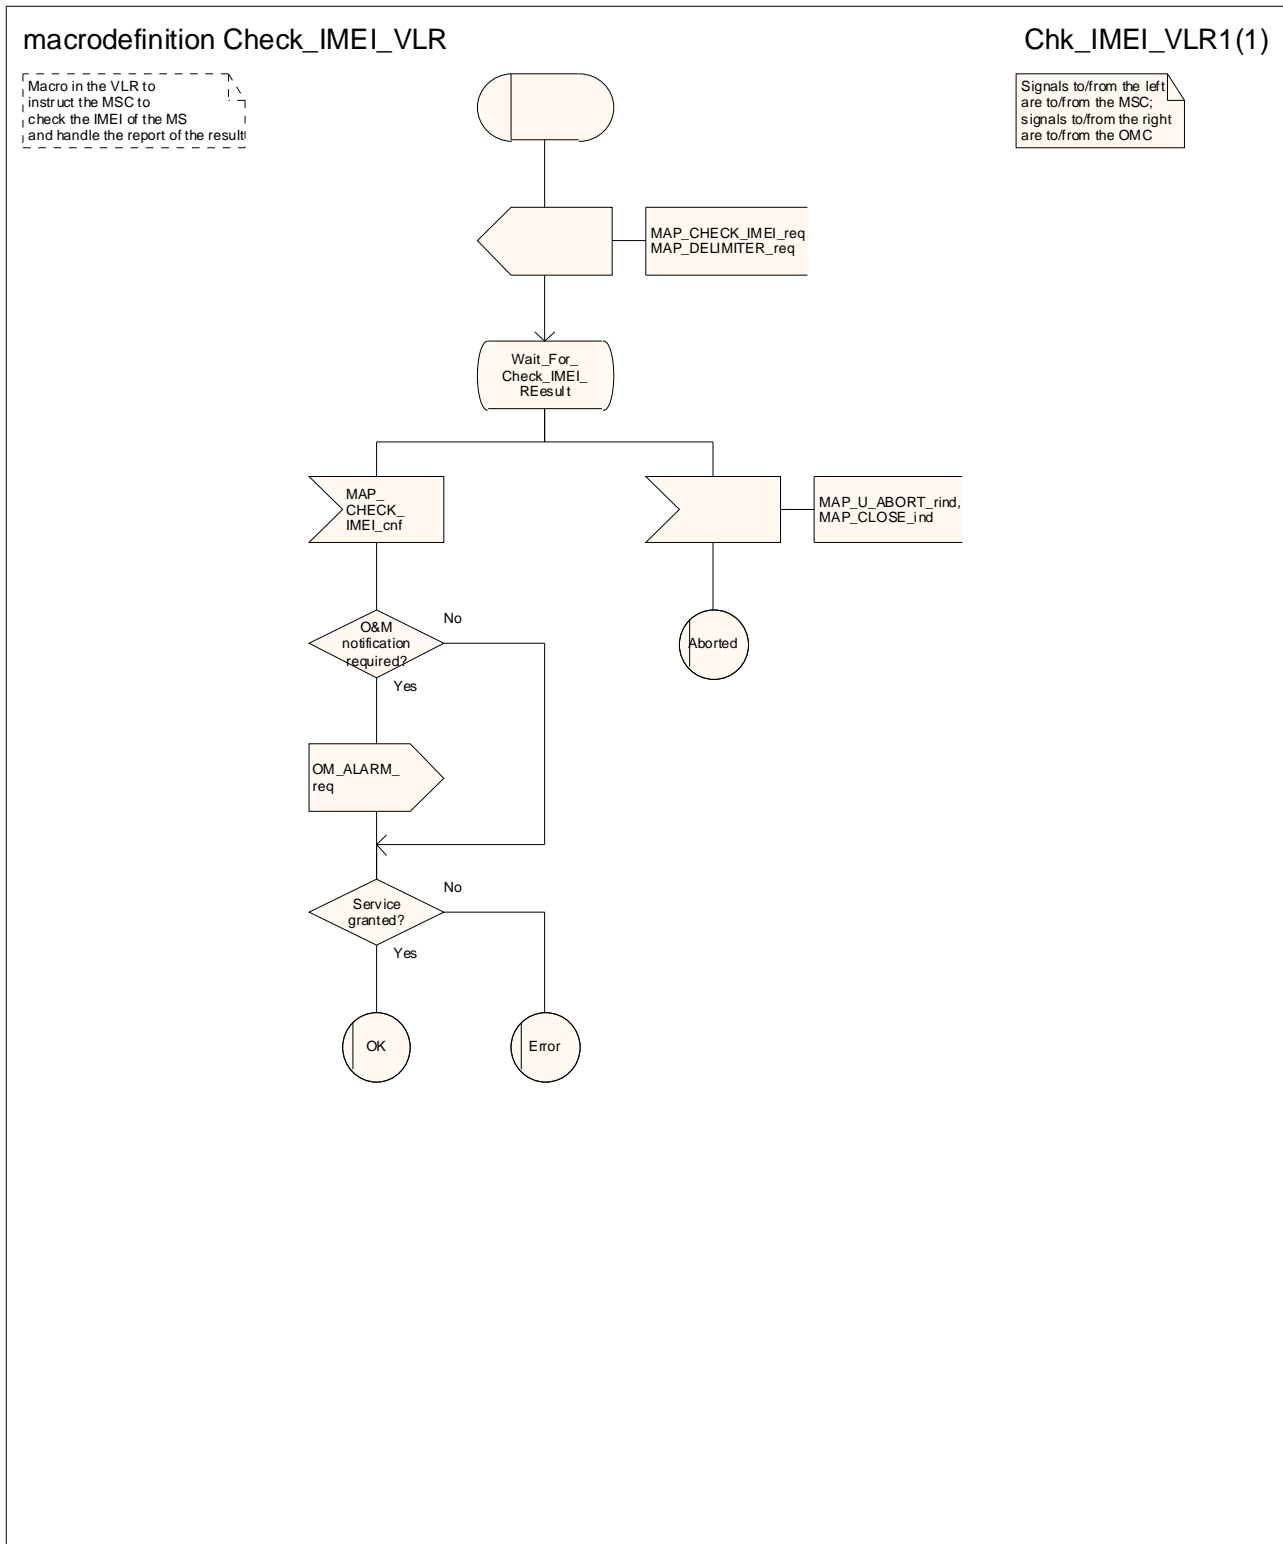 macrodefinition Check_IMEI_VLR
Chk_IMEI_VLR1(1)
Macro in the VLR to
instruct the MSC to
check the IMEI of the MS
and handle the report of the result
Signals to/from the left
are to/from the MSC;
signals to/from the right
are to/from the OMC
MAP_CHECK_IMEI_req
MAP_DELIMITER_req
Wait_For_
Check_IMEI_
REesult
MAP_
CHECK_
IMEI_cnf
MAP_U_ABORT_rind,
MAP_CLOSE_ind
O&M
notification
required?
No
Yes
Aborted
OM_ALARM_
req
Service
granted?
No
Yes
OK
Error